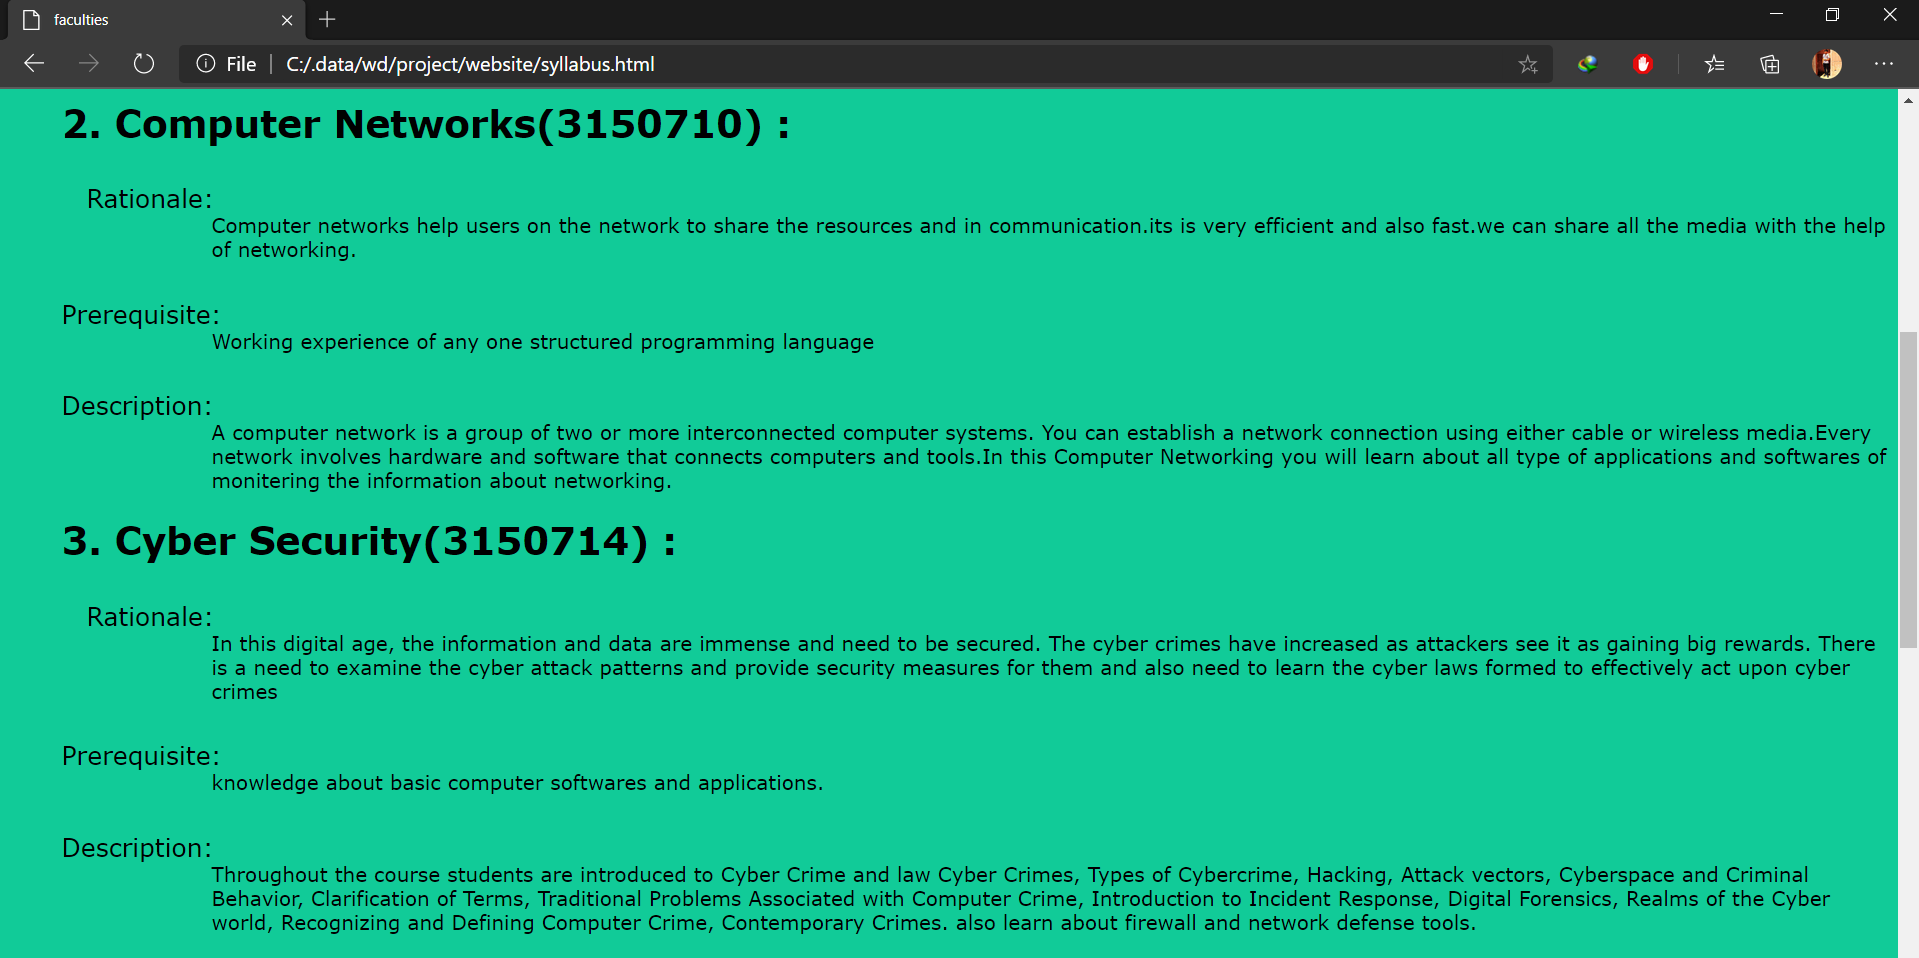 faculties
File
C:/.data/wd/project/website/syllabus.html
2. Computer Networks(3150710) :
Rationale:
Computer networks help users on the network to share the resources and in communication.its is very efficient and also fast.we can share all the media with the help
of networking.
Prerequisite:
Working experience of any one structured programming language
Description:
A computer network is a group of two or more interconnected computer systems. You can establish a network connection using either cable or wireless media.Every
network involves hardware and software that connects computers and tools.In this Computer Networking you will learn about all type of applications and softwares of
monitering the information about networking.
3. Cyber Security(3150714) :
Rationale:
In this digital age, the information and data are immense and need to be secured. The cyber crimes have increased as attackers see it as gaining big rewards. There
is a need to examine the cyber attack patterns and provide security measures for them and also need to learn the cyber laws formed to effectively act upon cyber
crimes
Prerequisite:
knowledge about basic computer softwares and applications.
Description:
Throughout the course students are introduced to Cyber Crime and law Cyber Crimes, Types of Cybercrime, Hacking, Attack vectors, Cyberspace and Criminal
Behavior, Clarification of Terms, Traditional Problems Associated with Computer Crime, Introduction to Incident Response, Digital Forensics, Realms of the Cyber
world, Recognizing and Defining Computer Crime, Contemporary Crimes. also learn about firewall and network defense tools.